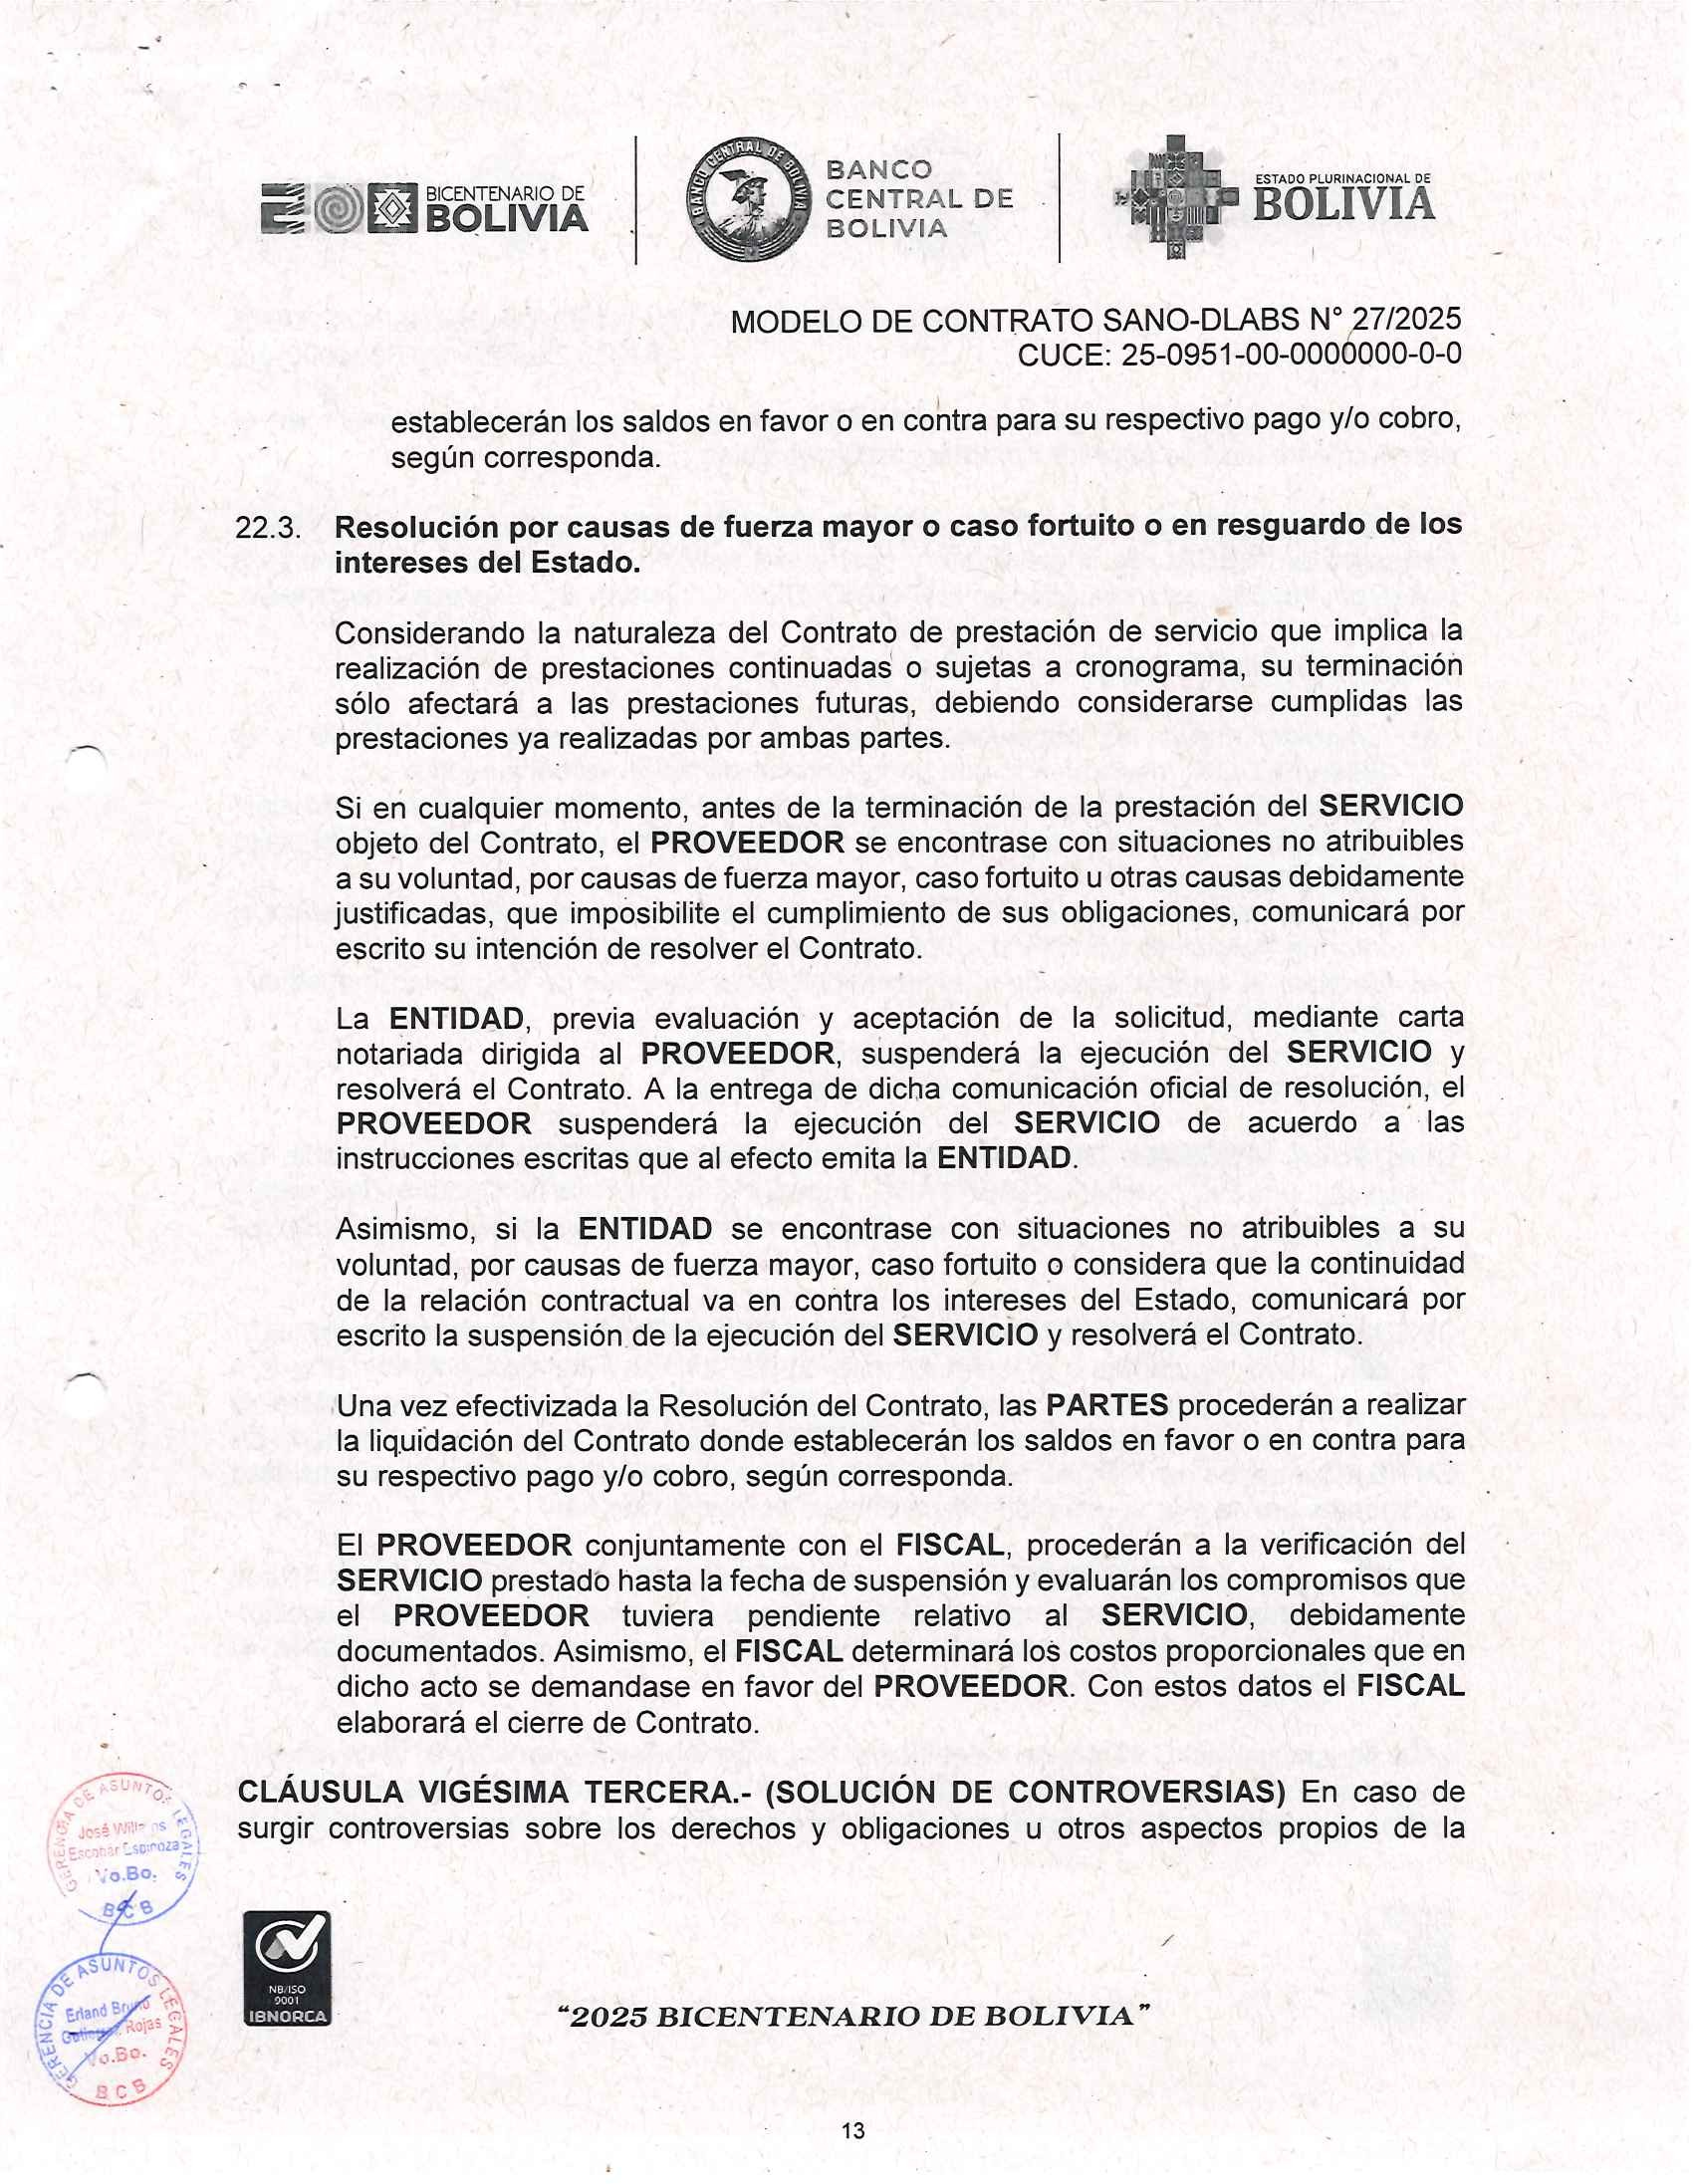 BICENTENARIO DE
BOLIVIA
BANCO CENTRAL DE BOLIVIA
BANCO
CENTRAL DE
BOLIVIA
ESTADO PLURINACIONAL DE
BOLIVIA
MODELO DE CONTRATO SANO-DLABS N° 27/2025
CUCE: 25-0951-00-0000000-0-0
establecerán los saldos en favor o en contra para su respectivo pago y/o cobro,
según corresponda.
22.3. Resolución por causas de fuerza mayor o caso fortuito o en resguardo de los
intereses del Estado.
Considerando la naturaleza del Contrato de prestación de servicio que implica la
realización de prestaciones continuadas o sujetas a cronograma, su terminación
sólo afectará a las prestaciones futuras, debiendo considerarse cumplidas las
prestaciones ya realizadas por ambas partes.
Si en cualquier momento, antes de la terminación de la prestación del SERVICIO
objeto del Contrato, el PROVEEDOR se encontrase con situaciones no atribuibles
a su voluntad, por causas de fuerza mayor, caso fortuito u otras causas debidamente
justificadas, que imposibilite el cumplimiento de sus obligaciones, comunicará por
escrito su intención de resolver el Contrato.
La ENTIDAD, previa evaluación y aceptación de la solicitud, mediante carta
notariada dirigida al PROVEEDOR, suspenderá la ejecución del SERVICIO y
resolverá el Contrato. A la entrega de dicha comunicación oficial de resolución, el
PROVEEDOR suspenderá la ejecución del SERVICIO de acuerdo a las
instrucciones escritas que al efecto emita la ENTIDAD.
Asimismo, si la ENTIDAD se encontrase con situaciones no atribuibles a su
voluntad, por causas de fuerza mayor, caso fortuito o considera que la continuidad
de la relación contractual va en contra los intereses del Estado, comunicará por
escrito la suspensión de la ejecución del SERVICIO y resolverá el Contrato.
Una vez efectivizada la Resolución del Contrato, las PARTES procederán a realizar
la liquidación del Contrato donde establecerán los saldos en favor o en contra para
su respectivo pago y/o cobro, según corresponda.
El PROVEEDOR conjuntamente con el FISCAL, procederán a la verificación del
SERVICIO prestado hasta la fecha de suspensión y evaluarán los compromisos que
el PROVEEDOR tuviera pendiente relativo al SERVICIO, debidamente
documentados. Asimismo, el FISCAL determinará los costos proporcionales que en
dicho acto se demandase en favor del PROVEEDOR. Con estos datos el FISCAL
elaborará el cierre de Contrato.
CLÁUSULA VIGÉSIMA TERCERA.- (SOLUCIÓN DE CONTROVERSIAS) En caso de
surgir controversias sobre los derechos y obligaciones u otros aspectos propios de la
GERENCIA DE ASUNTOS LEGALES
José
Escobar Espinoza
Vo.Bo.
BCB
GERENCIA DE ASUNTOS LEGALES
Erland Bruno
Rojas
Vo.Bo.
BCB
NB/ISO
9001
IBNORCA
“2025 BICENTENARIO DE BOLIVIA”
13